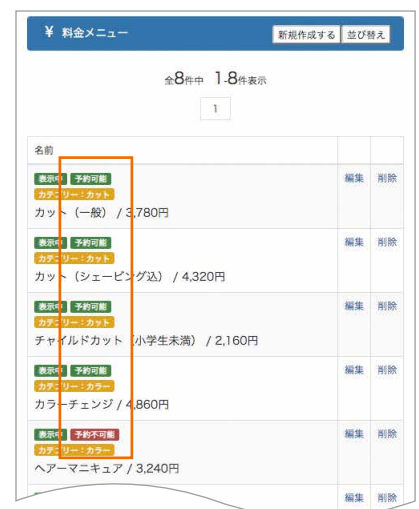 ¥ 料金メニュー
新規作成する 並び替え
全8件中 1-8件表示
1
名前
表示中 予約可能
編集 削除
カテゴリー：カット
カット（一般） / 3,780円
表示中 予約可能
編集 削除
カテゴリー：カット
カット（シェービング込） / 4,320円
表示中 予約可能
編集 削除
カテゴリー：カット
チャイルドカット（小学生未満） / 2,160円
表示中 予約可能
編集 削除
カテゴリー：カラー
カラーチェンジ / 4,860円
表示中 予約不可能
編集 削除
カテゴリー：カラー
ヘアーマニキュア / 3,240円
編集 削除